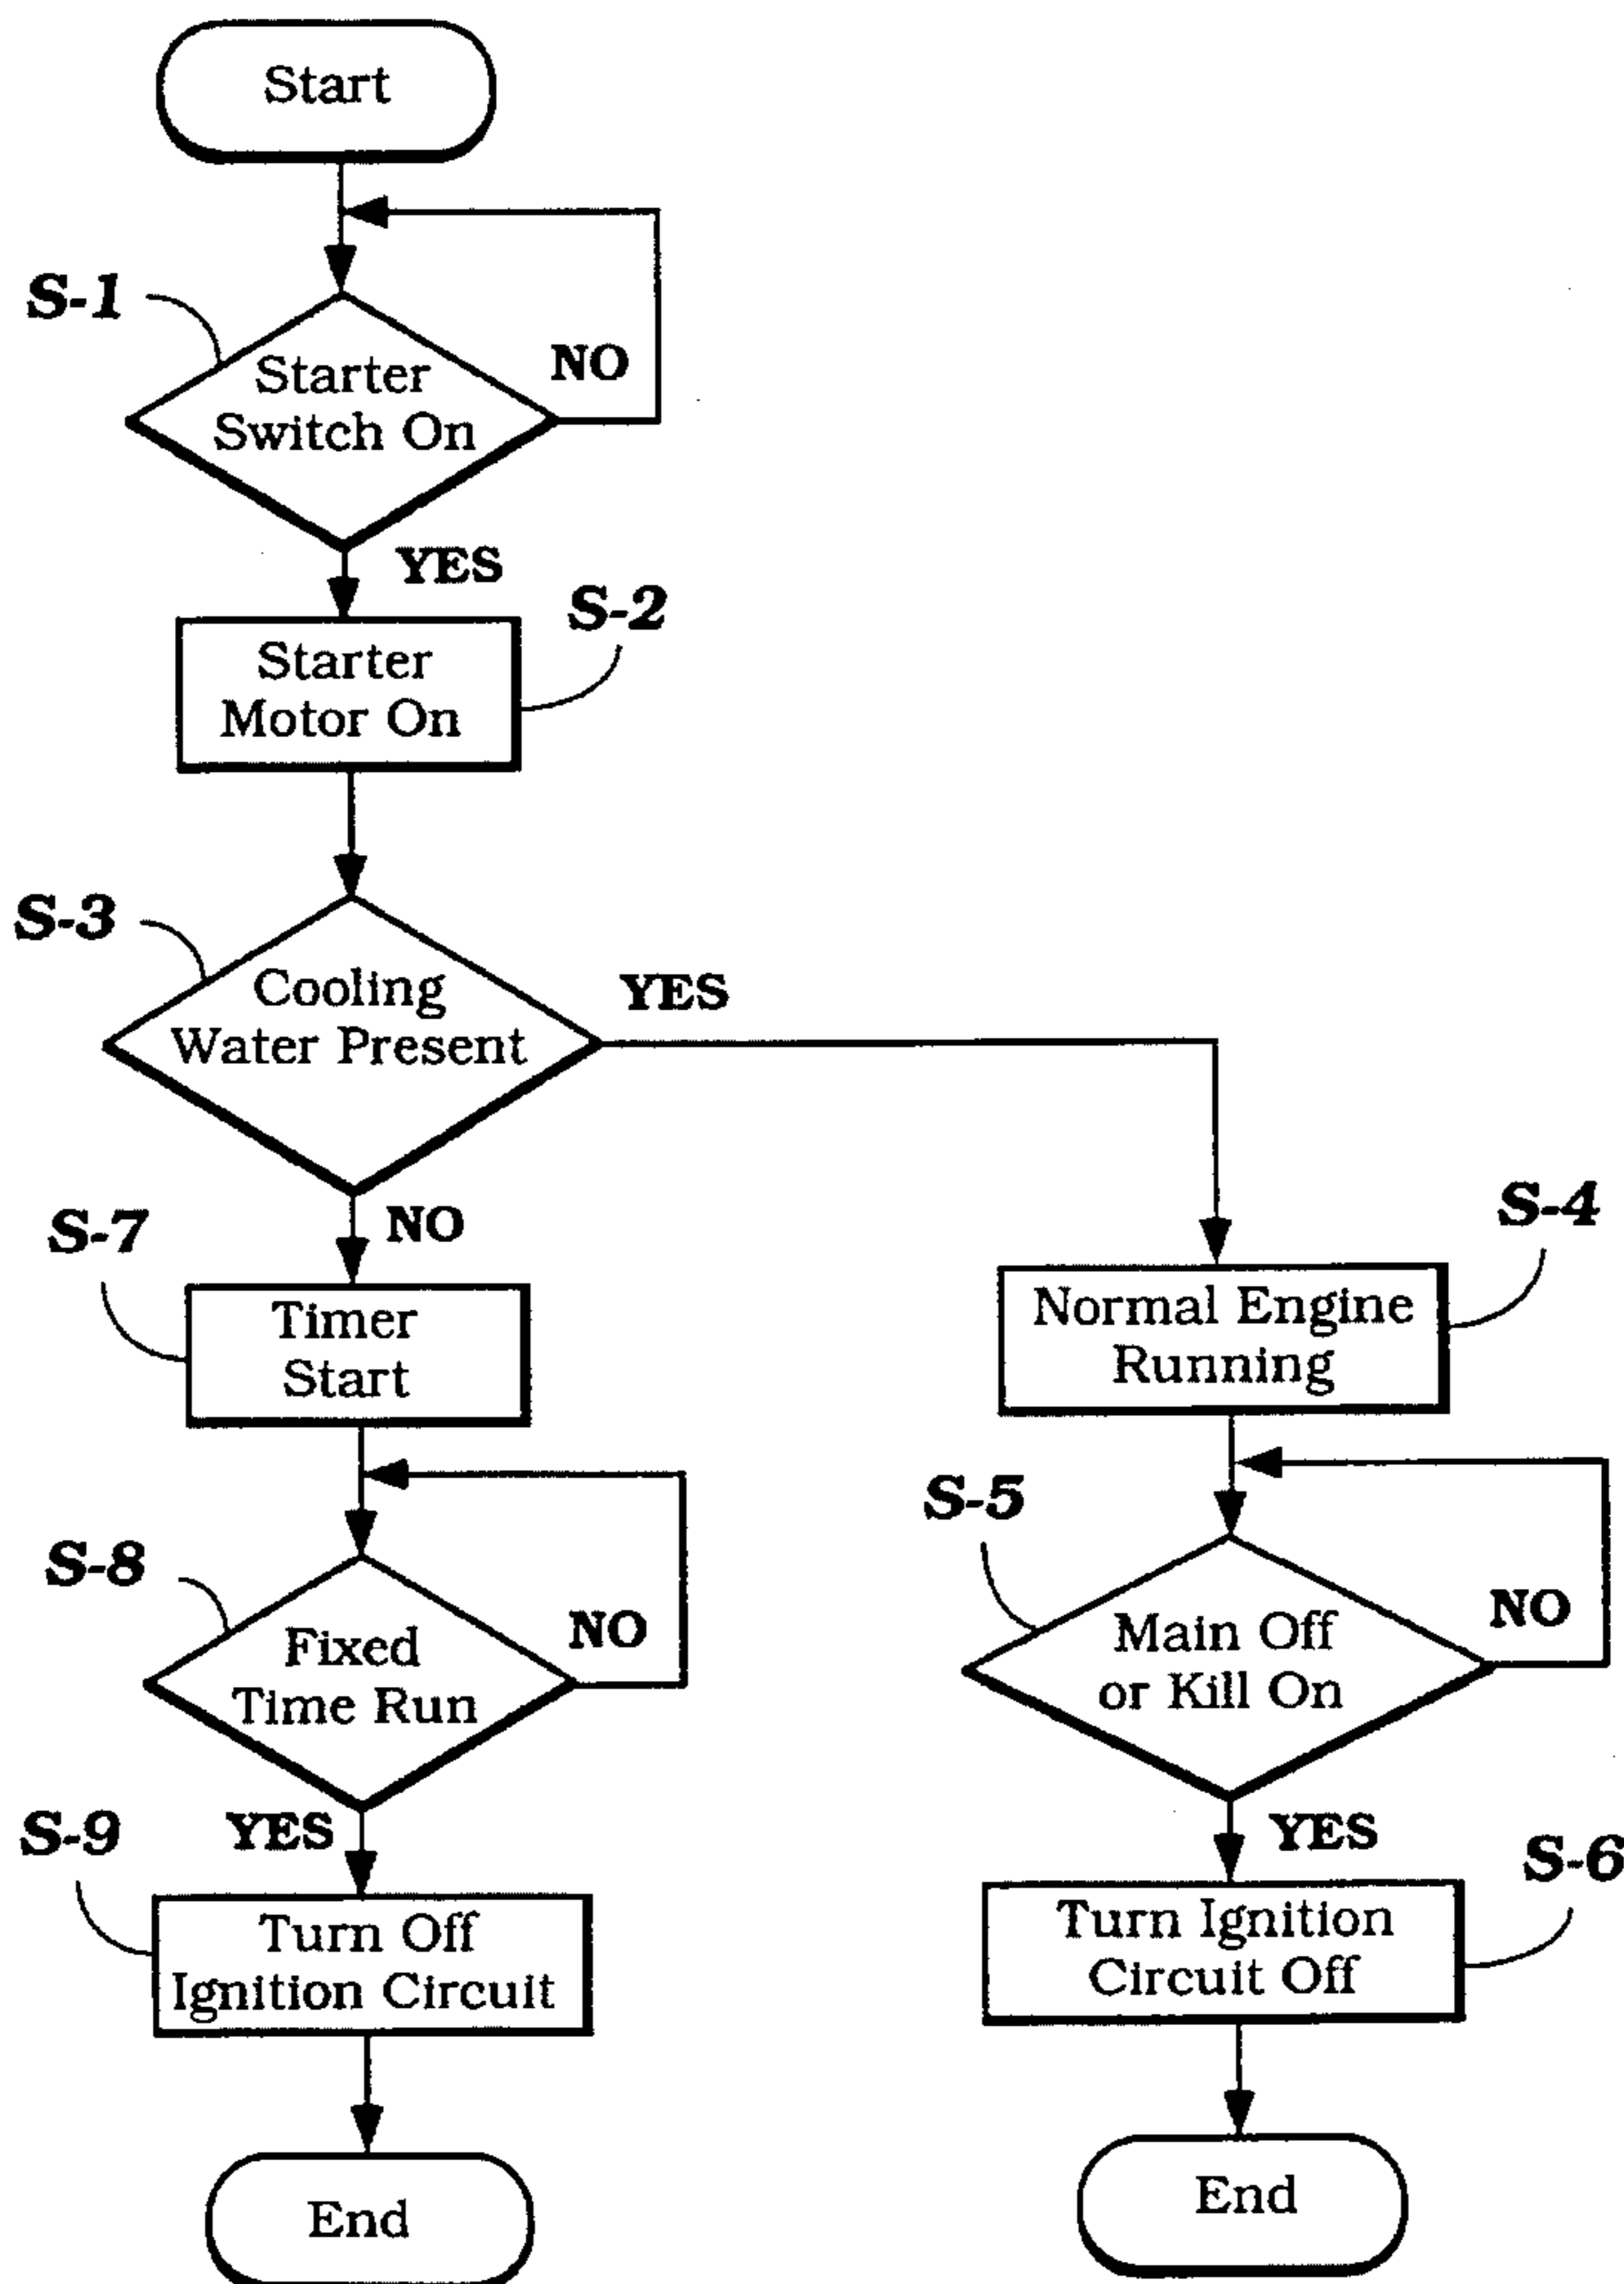 Start
S-1
Starter
Switch On
NO
YES
S-2
Starter
Motor On
S-3
Cooling
Water Present
YES
NO
S-7
Timer
Start
S-4
Normal Engine
Running
S-8
Fixed
Time Run
NO
S-5
Main Off
or Kill On
NO
YES
S-9
Turn Off
Ignition Circuit
YES
S-6
Turn Ignition
Circuit Off
End
End